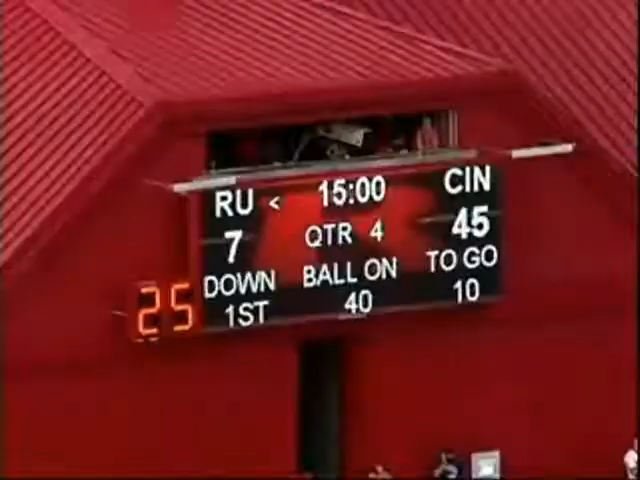 RU < 15:00 CIN
7 QTR 4 45
DOWN BALL ON TO GO
1ST 40 10
25